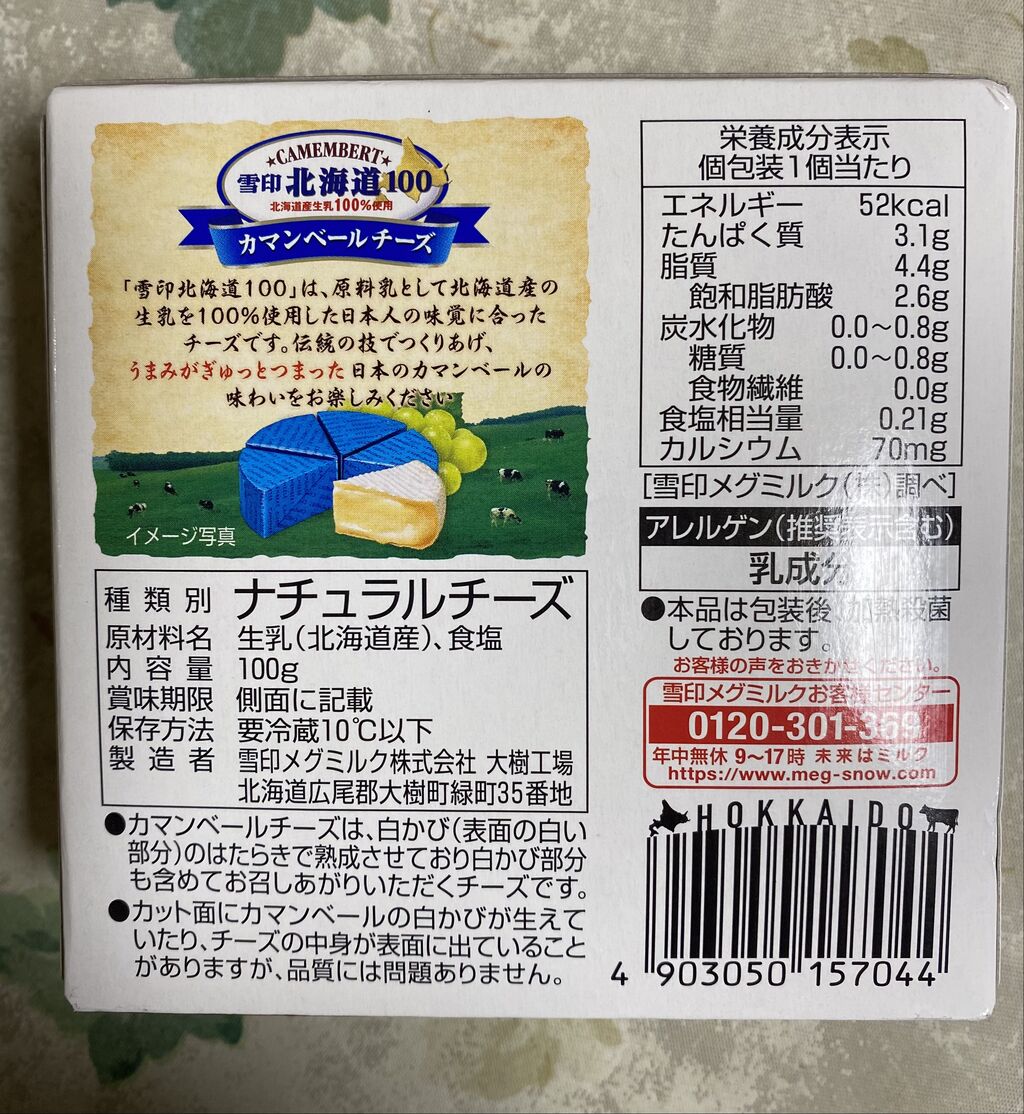 ★CAMEMBERT★
雪印 北海道100
北海道産生乳100%使用
カマンベールチーズ
「雪印北海道100」は、原料乳として北海道産の
生乳を100%使用した日本人の味覚に合った
チーズです。伝統の技でつくりあげ、
うまみがぎゅっとつまった日本のカマンベールの
味わいをお楽しみください
イメージ写真
種類別 ナチュラルチーズ
原材料名 生乳(北海道産)、食塩
内容量 100g
賞味期限 側面に記載
保存方法 要冷蔵10℃以下
製造者 雪印メグミルク株式会社 大樹工場
北海道広尾郡大樹町緑町35番地
●カマンベールチーズは、白かび(表面の白い
部分)のはたらきで熟成させており白かび部分
も含めてお召しあがりいただくチーズです。
●カット面にカマンベールの白かびが生えて
いたり、チーズの中身が表面に出ていること
がありますが、品質には問題ありません。
栄養成分表示
個包装1個当たり
エネルギー 52kcal
たんぱく質 3.1g
脂質 4.4g
飽和脂肪酸 2.6g
炭水化物 0.0～0.8g
糖質 0.0～0.8g
食物繊維 0.0g
食塩相当量 0.21g
カルシウム 70mg
[雪印メグミルク(株)調べ]
アレルゲン(推奨表示含む)
乳成分
●本品は包装後、加熱殺菌
しております。
お客様の声をおきかせください。
雪印メグミルクお客様センター
0120-301-369
年中無休 9～17時 未来はミルク
https://www.meg-snow.com
HOKKAIDO
4 903050 157044